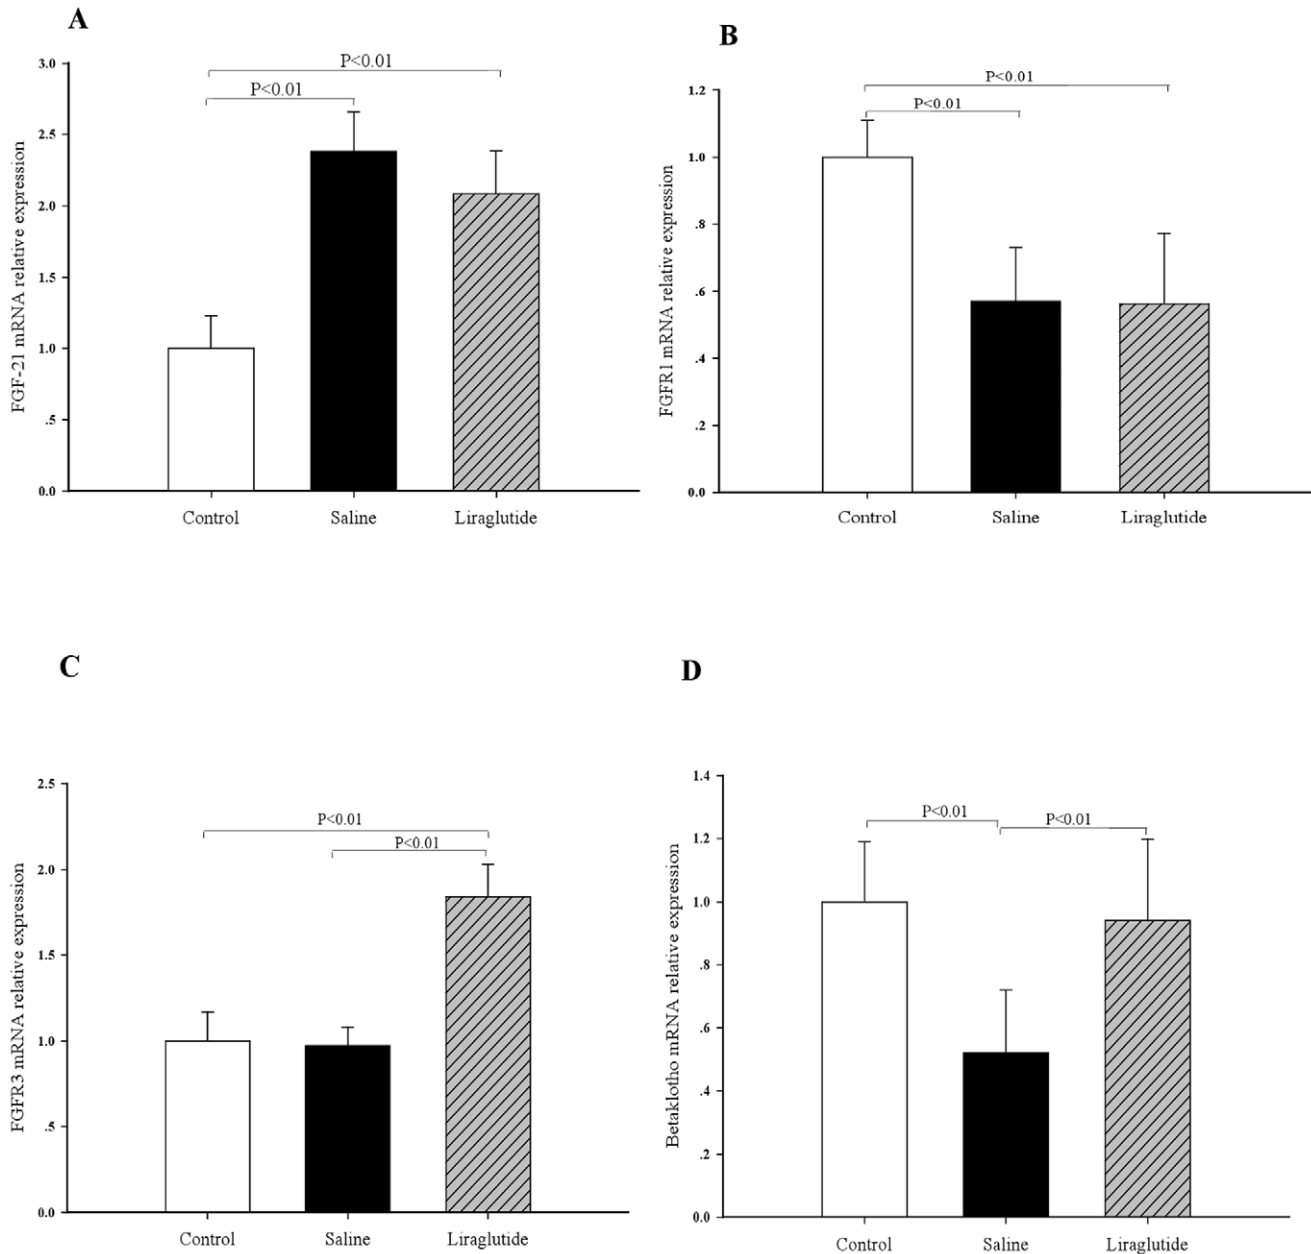 A
FGF-21 mRNA relative expression
3.0
2.5
2.0
1.5
1.0
.5
0.0
P<0.01
P<0.01
Control Saline Liraglutide
B
FGFR1 mRNA relative expression
1.2
1.0
.8
.6
.4
.2
0.0
P<0.01
P<0.01
Control Saline Liraglutide
C
FGFR3 mRNA relative expression
2.5
2.0
1.5
1.0
.5
0.0
P<0.01
P<0.01
Control Saline Liraglutide
D
Betaklotho mRNA relative expression
1.4
1.2
1.0
.8
.6
.4
.2
0.0
P<0.01
P<0.01
Control Saline Liraglutide